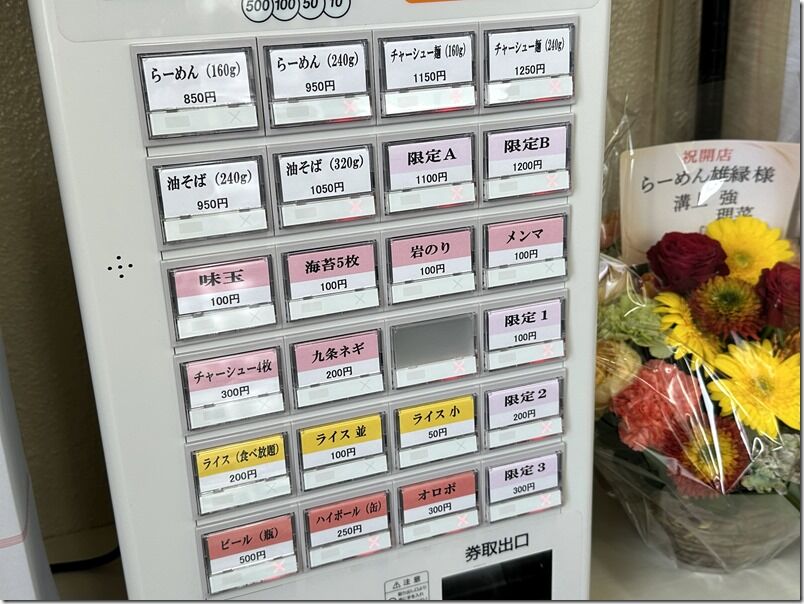 500 100 50 10
らーめん（160g） らーめん（240g） チャーシュー麺（160g） チャーシュー麺（240g）
850円 950円 1150円 1250円
油そば（240g） 油そば（320g） 限定A 限定B
950円 1050円 1100円 1200円
味玉 海苔5枚 岩のり メンマ
100円 100円 100円 100円
チャーシュー4枚 九条ネギ 限定1
300円 200円 100円
ライス（食べ放題） ライス 並 ライス 小 限定2
200円 100円 50円 200円
ビール（瓶） ハイボール（缶） オロポ 限定3
500円 250円 300円 300円
券取出口
注意
祝開店
らーめん雄縁様
溝上 強
理菜